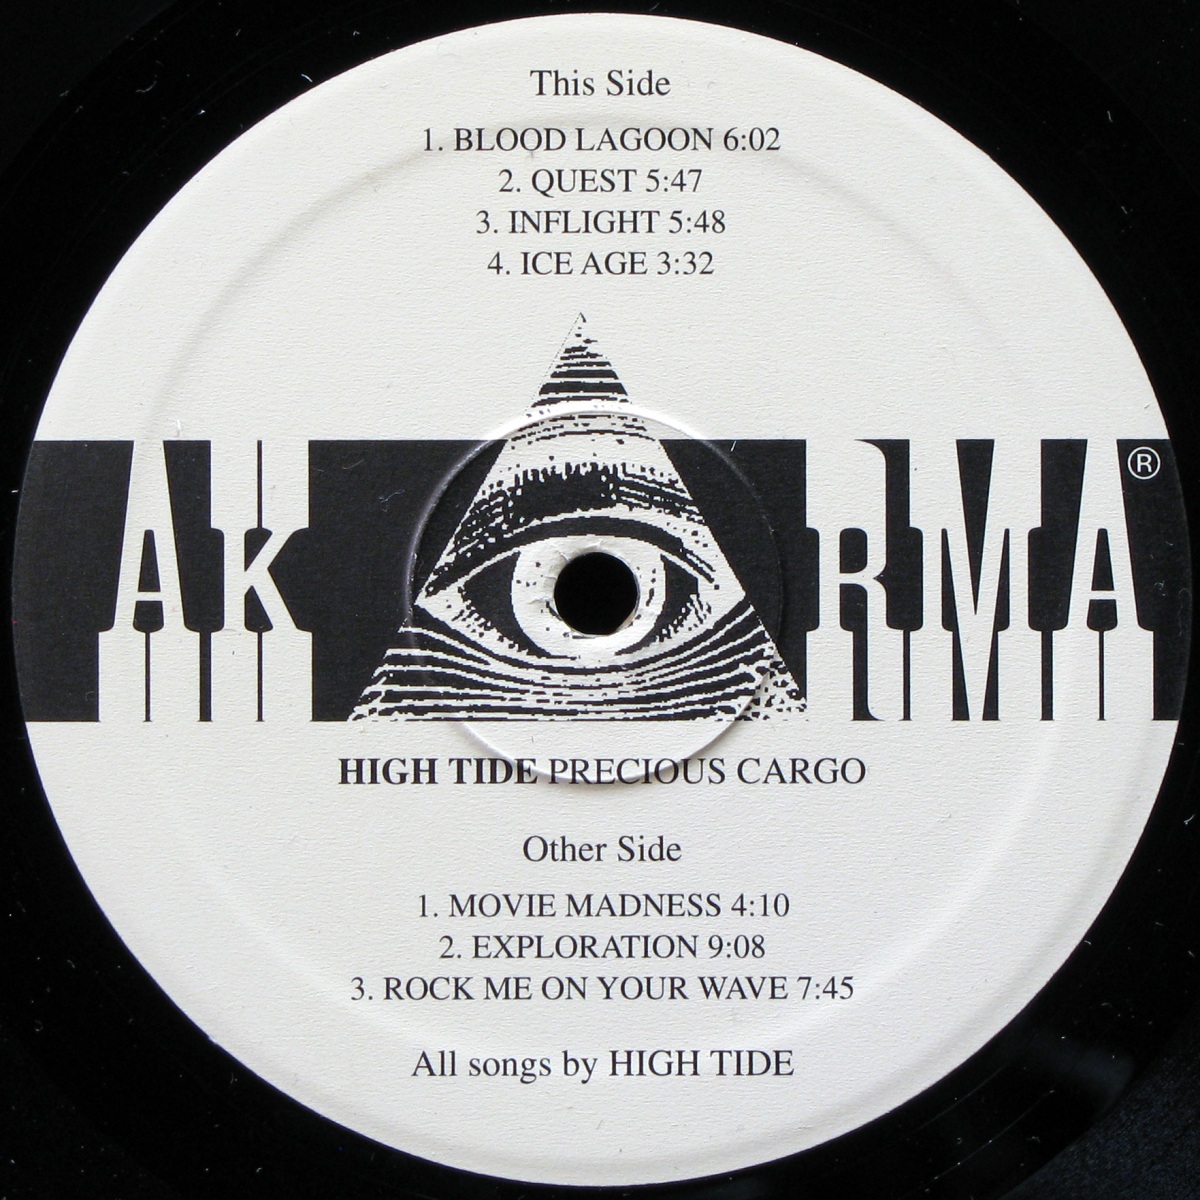 This Side
1. BLOOD LAGOON 6:02
2. QUEST 5:47
3. INFLIGHT 5:48
4. ICE AGE 3:32
AKARMA®
HIGH TIDE PRECIOUS CARGO
Other Side
1. MOVIE MADNESS 4:10
2. EXPLORATION 9:08
3. ROCK ME ON YOUR WAVE 7:45
All songs by HIGH TIDE